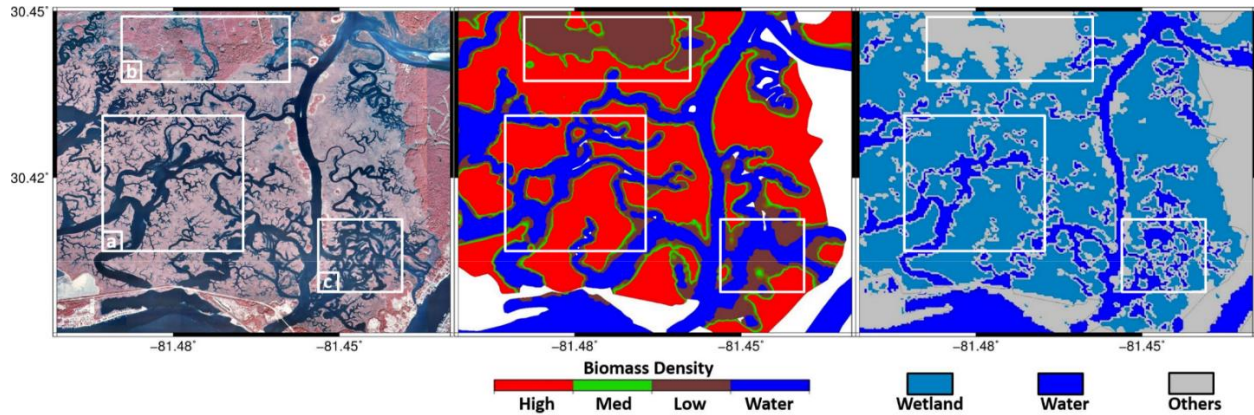 30.45°
b
30.42°
a
c
−81.48° −81.45° −81.48° −81.45° −81.48° −81.45°
Biomass Density
High Med Low Water
Wetland Water Others